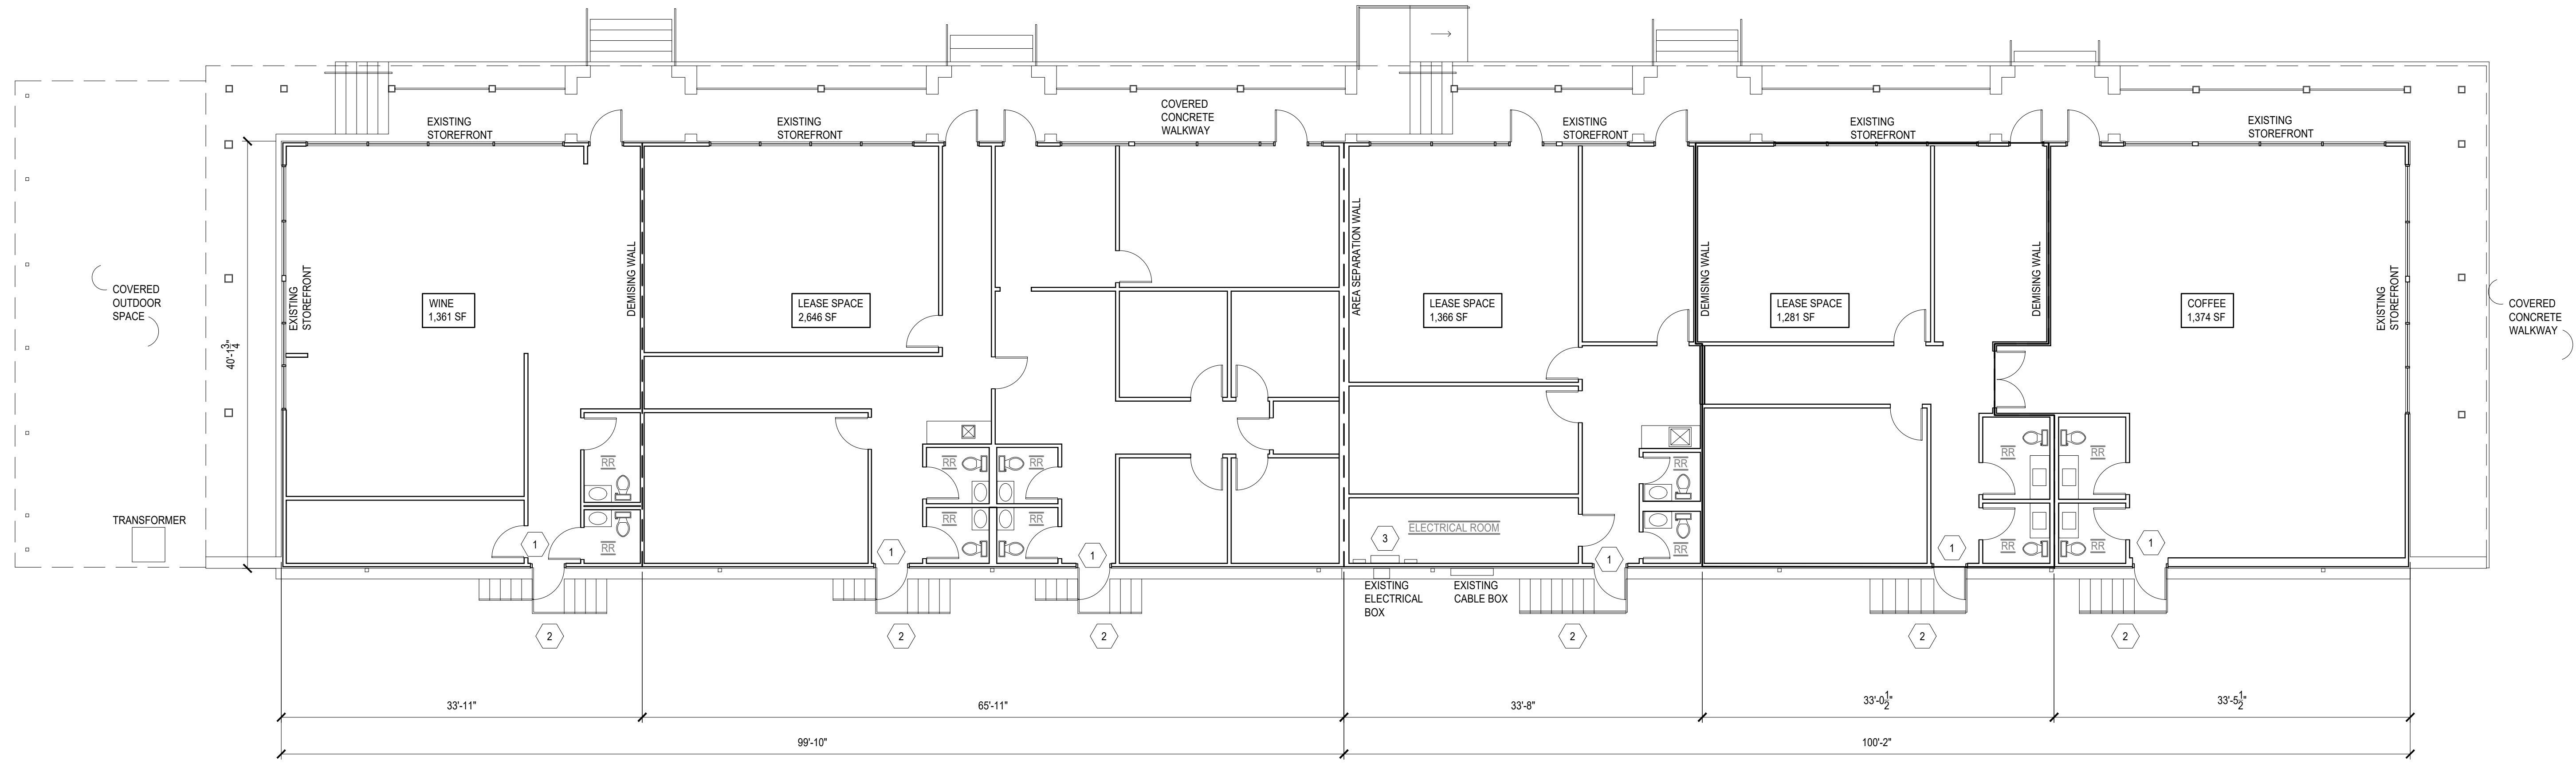 COVERED
CONCRETE
WALKWAY
EXISTING
STOREFRONT
EXISTING
STOREFRONT
EXISTING
STOREFRONT
EXISTING
STOREFRONT
EXISTING
STOREFRONT
COVERED
OUTDOOR
SPACE
40'-1 3/4"
EXISTING
STOREFRONT
WINE
1,361 SF
DEMISING WALL
LEASE SPACE
2,646 SF
AREA SEPARATION WALL
LEASE SPACE
1,366 SF
DEMISING WALL
LEASE SPACE
1,281 SF
DEMISING WALL
COFFEE
1,374 SF
EXISTING
STOREFRONT
COVERED
CONCRETE
WALKWAY
RR
RR
RR
RR
RR
RR
RR
TRANSFORMER
RR
RR
RR
ELECTRICAL ROOM
RR
RR
RR
1
1
1
3
1
1
1
EXISTING
ELECTRICAL
BOX
EXISTING
CABLE BOX
2
2
2
2
2
2
33'-11"
65'-11"
33'-8"
33'-0 1/2"
33'-5 1/2"
99'-10"
100'-2"